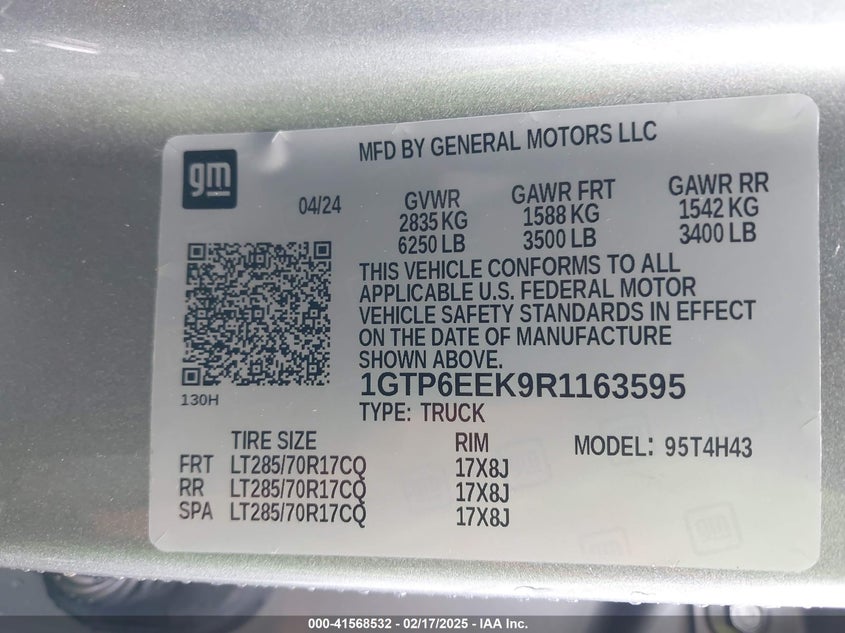 MFD BY GENERAL MOTORS LLC
gm
04/24
GVWR
2835 KG
6250 LB
GAWR FRT
1588 KG
3500 LB
GAWR RR
1542 KG
3400 LB
THIS VEHICLE CONFORMS TO ALL
APPLICABLE U.S. FEDERAL MOTOR
VEHICLE SAFETY STANDARDS IN EFFECT
ON THE DATE OF MANUFACTURE
SHOWN ABOVE.
130H
1GTP6EEK9R1163595
TYPE: TRUCK
TIRE SIZE RIM MODEL: 95T4H43
FRT LT285/70R17CQ 17X8J
RR LT285/70R17CQ 17X8J
SPA LT285/70R17CQ 17X8J
gm
000-41568532 - 02/17/2025 - IAA Inc.